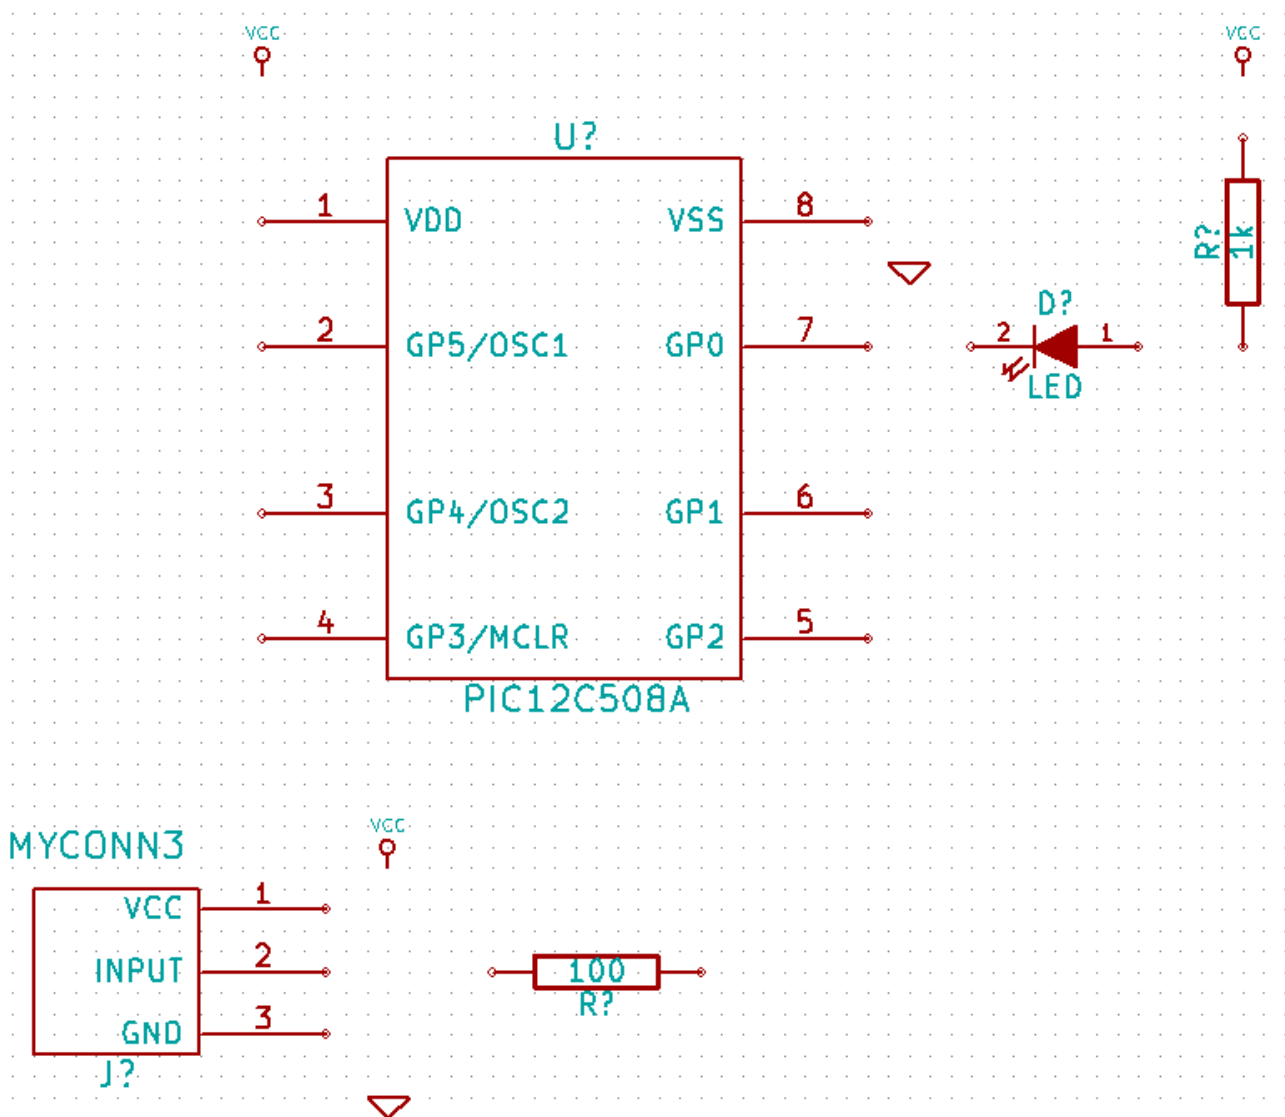 VCC
VCC
U?
1 VDD VSS 8
R? 1k
D?
2 GP5/OSC1 GP0 7 2 1
LED
3 GP4/OSC2 GP1 6
4 GP3/MCLR GP2 5
PIC12C508A
VCC
MYCONN3
VCC 1
INPUT 2 100
R?
GND 3
J?